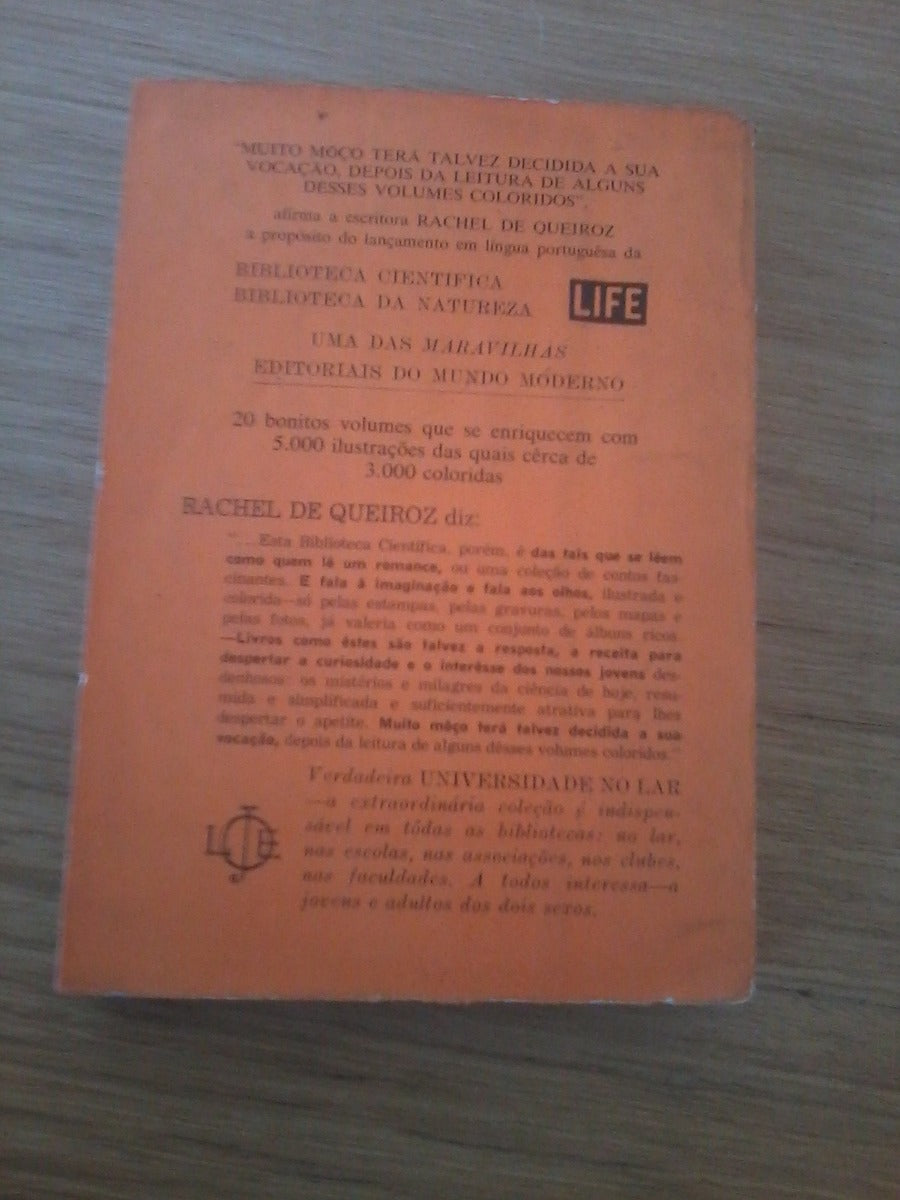 "MUITO MÔÇO TERÁ TALVEZ DECIDIDA A SUA
VOCAÇÃO, DEPOIS DA LEITURA DE ALGUNS
DESSES VOLUMES COLORIDOS",
afirma a escritora RACHEL DE QUEIROZ
a propósito do lançamento em língua portuguêsa da
BIBLIOTECA CIENTIFICA
BIBLIOTECA DA NATUREZA
LIFE
UMA DAS MARAVILHAS
EDITORIAIS DO MUNDO MÓDERNO
20 bonitos volumes que se enriquecem com
5.000 ilustrações das quais cêrca de
3.000 coloridas
RACHEL DE QUEIROZ diz:
"...Esta Biblioteca Científica, porém, é das tais que se lêem
como quem lê um romance, ou uma coleção de contos fas-
cinantes. E fala à imaginação e fala aos olhos, ilustrada e
colorida—só pelas estampas, pelas gravuras, pelos mapas e
pelas fotos, já valeria como um conjunto de álbuns ricos.
—Livros como êstes são talvez a resposta, a receita para
despertar a curiosidade e o interêsse dos nossos jovens des-
denhosos: os mistérios e milagres da ciência de hoje, resu-
mida e simplificada e suficientemente atrativa para lhes
despertar o apetite. Muito môço terá talvez decidida a sua
vocação, depois da leitura de alguns dêsses volumes coloridos."
Verdadeira UNIVERSIDADE NO LAR
—a extraordinária coleção é indispen-
sável em tôdas as bibliotecas: no lar,
nas escolas, nas associações, nos clubes,
nas faculdades. A todos interessa—a
jovens e adultos dos dois sexos.
LJOE